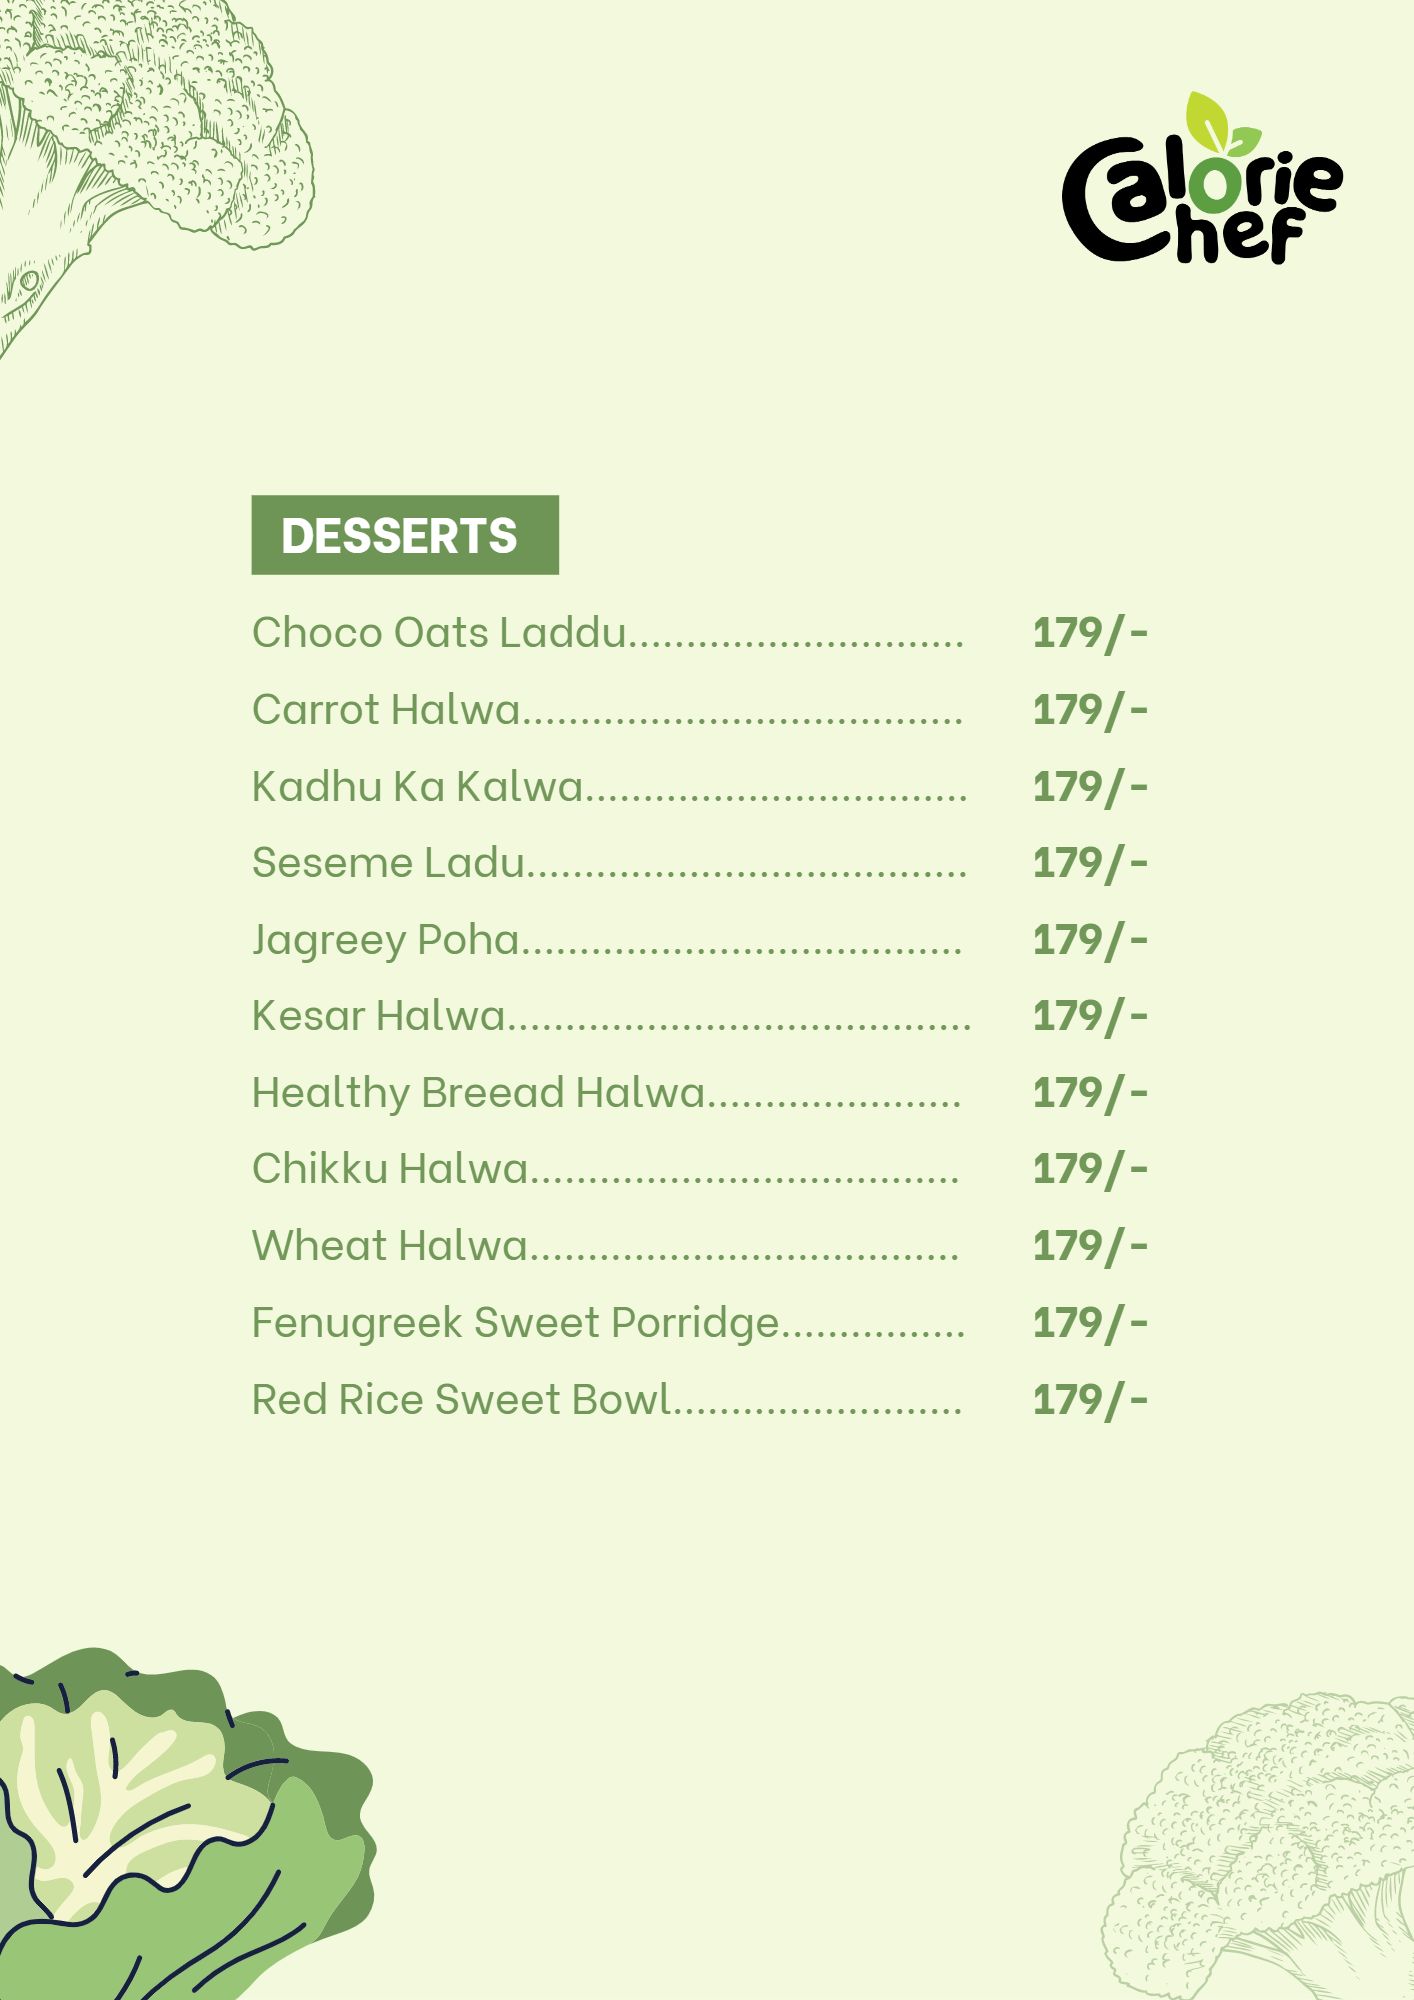 Calorie
Chef
DESSERTS
Choco Oats Laddu............................. 179/-
Carrot Halwa...................................... 179/-
Kadhu Ka Kalwa................................. 179/-
Seseme Ladu...................................... 179/-
Jagreey Poha...................................... 179/-
Kesar Halwa........................................ 179/-
Healthy Breead Halwa...................... 179/-
Chikku Halwa..................................... 179/-
Wheat Halwa..................................... 179/-
Fenugreek Sweet Porridge................ 179/-
Red Rice Sweet Bowl......................... 179/-